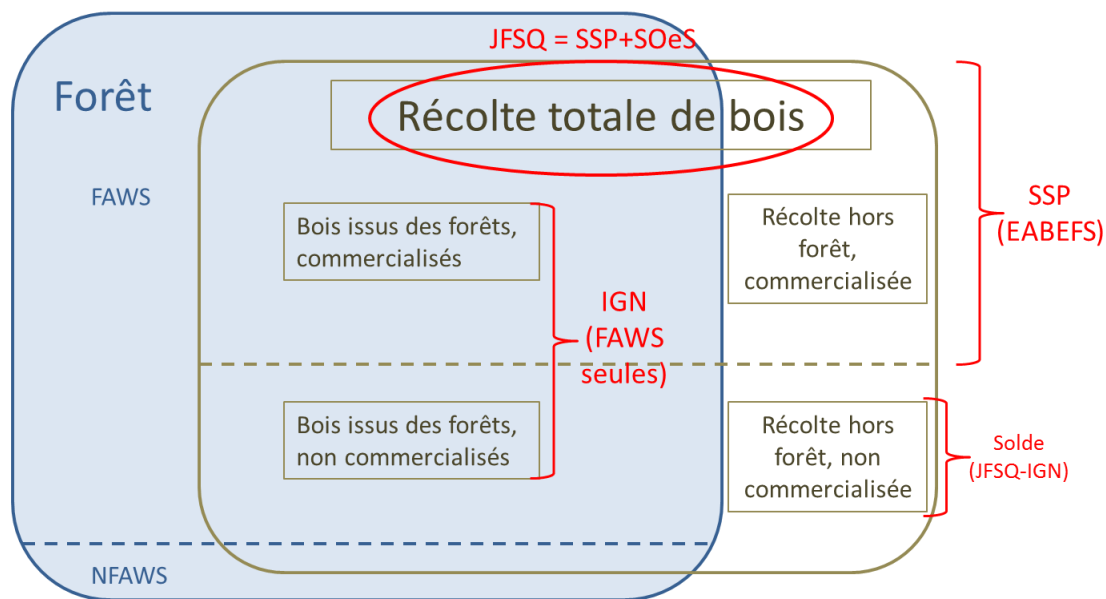 JFSQ = SSP+SOeS
Forêt
Récolte totale de bois
FAWS
SSP
(EABEFS)
Bois issus des forêts,
commercialisés
Récolte hors
forêt,
commercialisée
IGN
(FAWS
seules)
Bois issus des forêts,
non commercialisés
Récolte hors
forêt, non
commercialisée
Solde
(JFSQ-IGN)
NFAWS